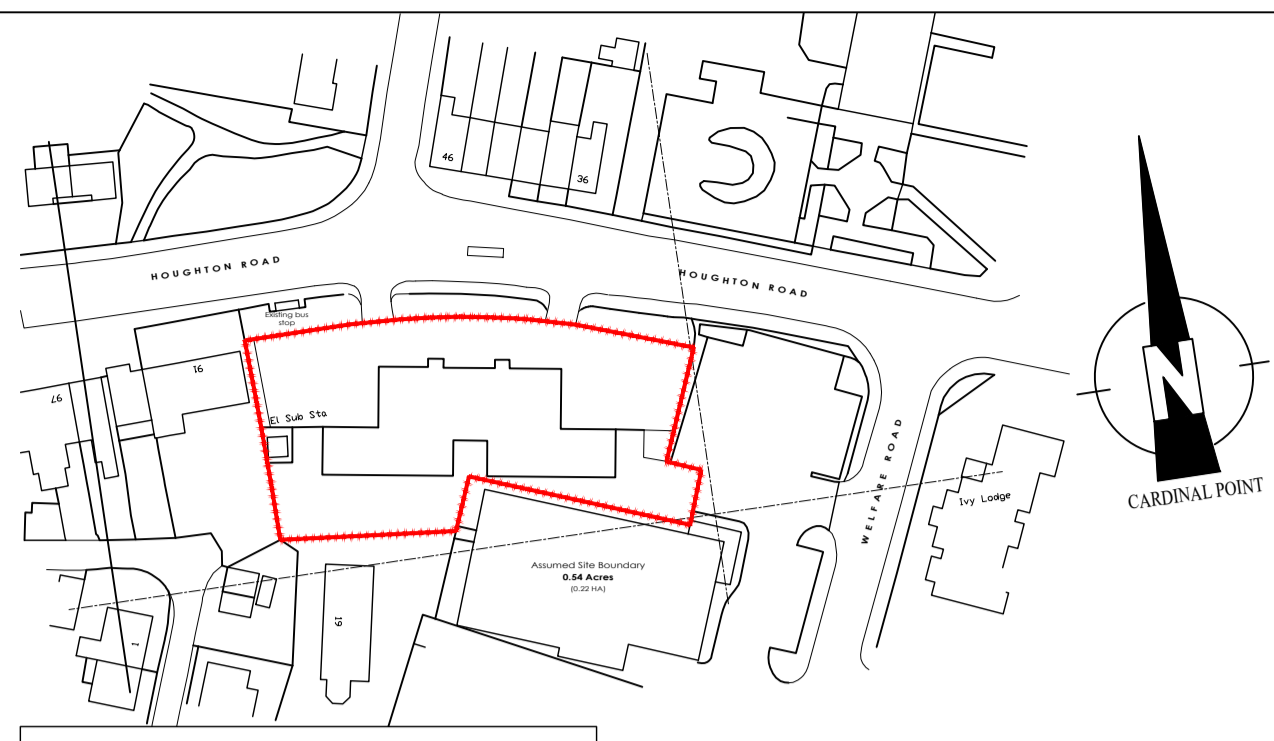 46
36
HOUGHTON ROAD
HOUGHTON ROAD
Existing bus
stop
16
97
El Sub Sta
WELFARE ROAD
Ivy Lodge
N
CARDINAL POINT
Assumed Site Boundary
0.54 Acres
(0.22 HA)
19
1